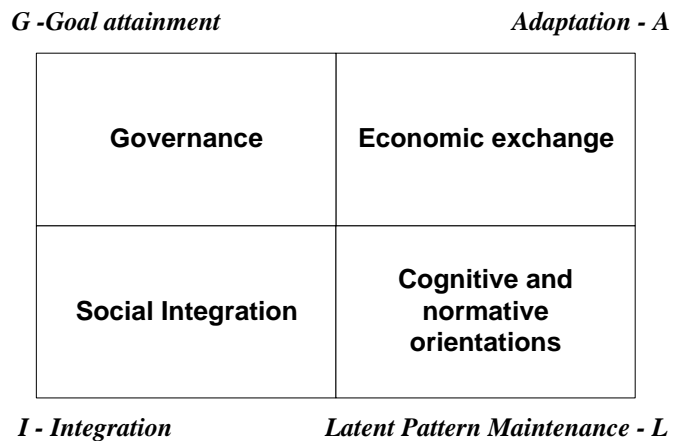 G -Goal attainment
Adaptation - A
Governance
Economic exchange
Social Integration
Cognitive and
normative
orientations
I - Integration
Latent Pattern Maintenance - L